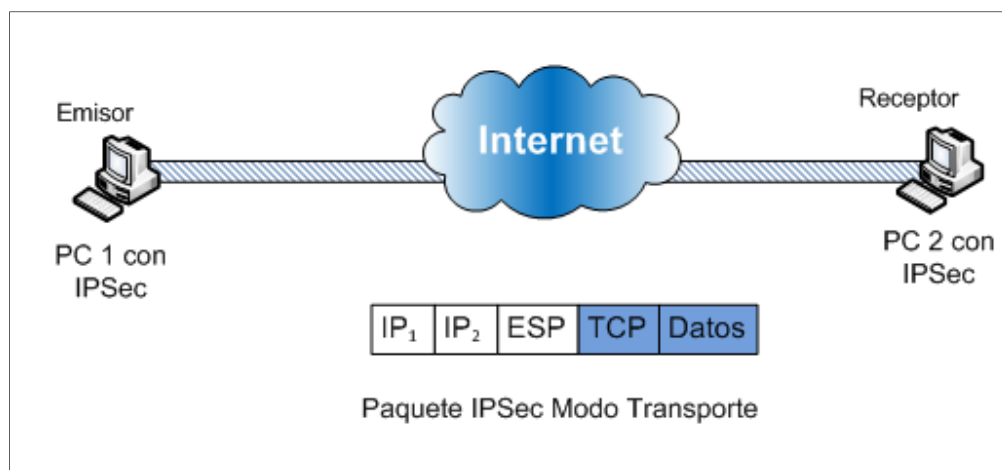 Emisor
Receptor
Internet
PC 1 con
IPSec
PC 2 con
IPSec
IP₁ IP₂ ESP TCP Datos
Paquete IPSec Modo Transporte